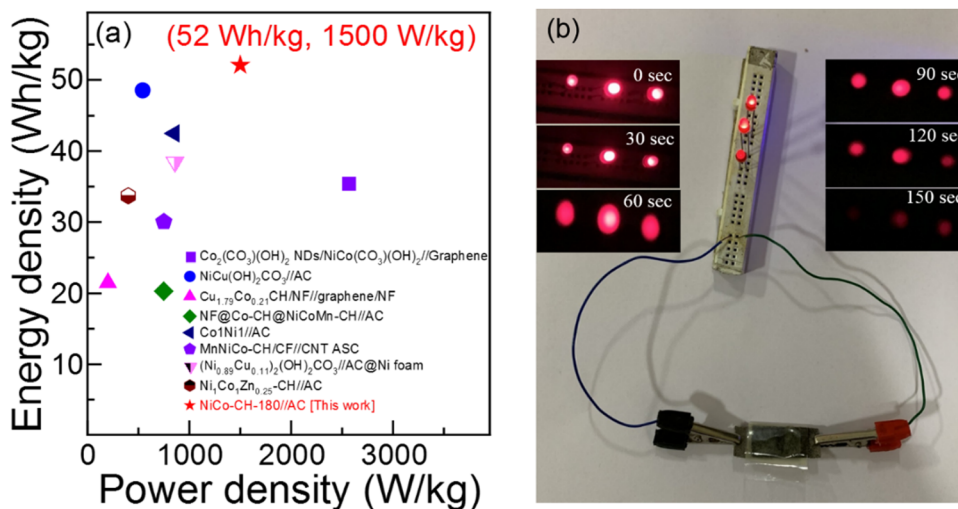 (a)
(52 Wh/kg, 1500 W/kg)
Energy density (Wh/kg)
50
40
30
20
10
Co₂(CO₃)(OH)₂ NDs/NiCo(CO₃)(OH)₂//Graphene
NiCu(OH)₂CO₃//AC
Cu₁.₇₉Co₀.₂₁CH/NF//graphene/NF
NF@Co-CH@NiCoMn-CH//AC
Co1Ni1//AC
MnNiCo-CH/CF//CNT ASC
(Ni₀.₈₉Cu₀.₁₁)₂(OH)₂CO₃//AC@Ni foam
Ni₁Co₁Zn₀.₂₅-CH//AC
NiCo-CH-180//AC [This work]
0 1000 2000 3000
Power density (W/kg)
(b)
0 sec
30 sec
60 sec
90 sec
120 sec
150 sec